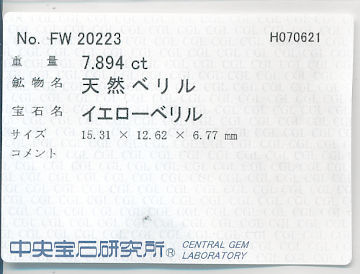 No. FW 20223 H070621
重量 7.894 ct
鉱物名 天然ベリル
宝石名 イエローベリル
サイズ 15.31 × 12.62 × 6.77 mm
コメント
中央宝石研究所® CENTRAL GEM
LABORATORY